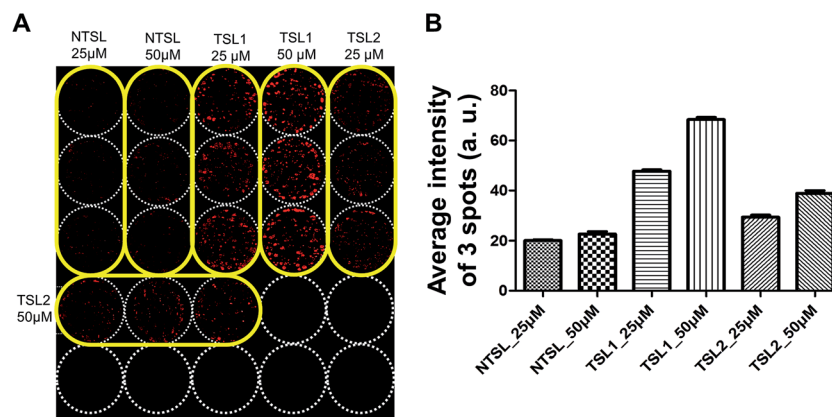 A
NTSL
25μM
NTSL
50μM
TSL1
25 μM
TSL1
50 μM
TSL2
25 μM
TSL2
50μM
B
Average intensity
of 3 spots (a. u.)
80
60
40
20
0
NTSL_25μM
NTSL_50μM
TSL1_25μM
TSL1_50μM
TSL2_25μM
TSL2_50μM